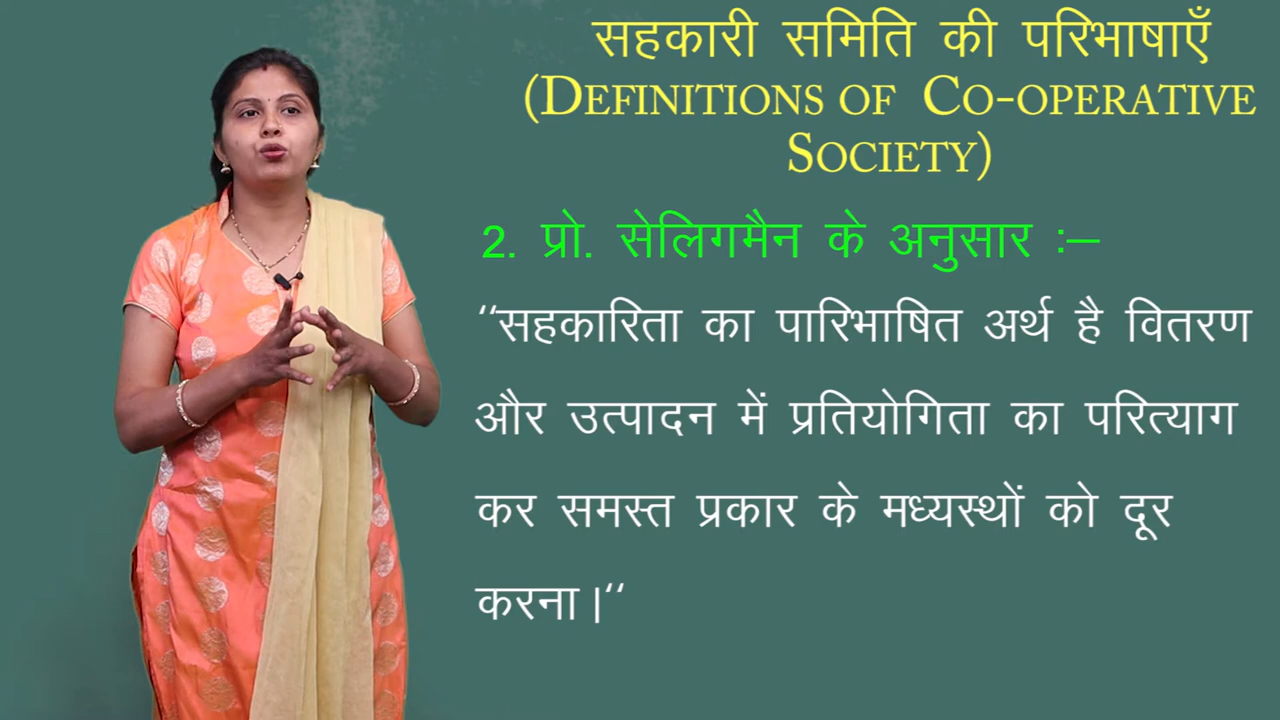 सहकारी समिति की परिभाषाएँ
(DEFINITIONS OF CO-OPERATIVE
SOCIETY)
2. प्रो. सेलिगमैन के अनुसार :–
“सहकारिता का पारिभाषित अर्थ है वितरण
और उत्पादन में प्रतियोगिता का परित्याग
कर समस्त प्रकार के मध्यस्थों को दूर
करना।“